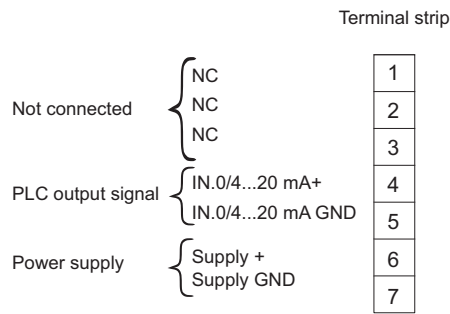 Terminal strip
NC 1
Not connected NC 2
NC 3
PLC output signal IN.0/4...20 mA+ 4
IN.0/4...20 mA GND 5
Power supply Supply + 6
Supply GND 7